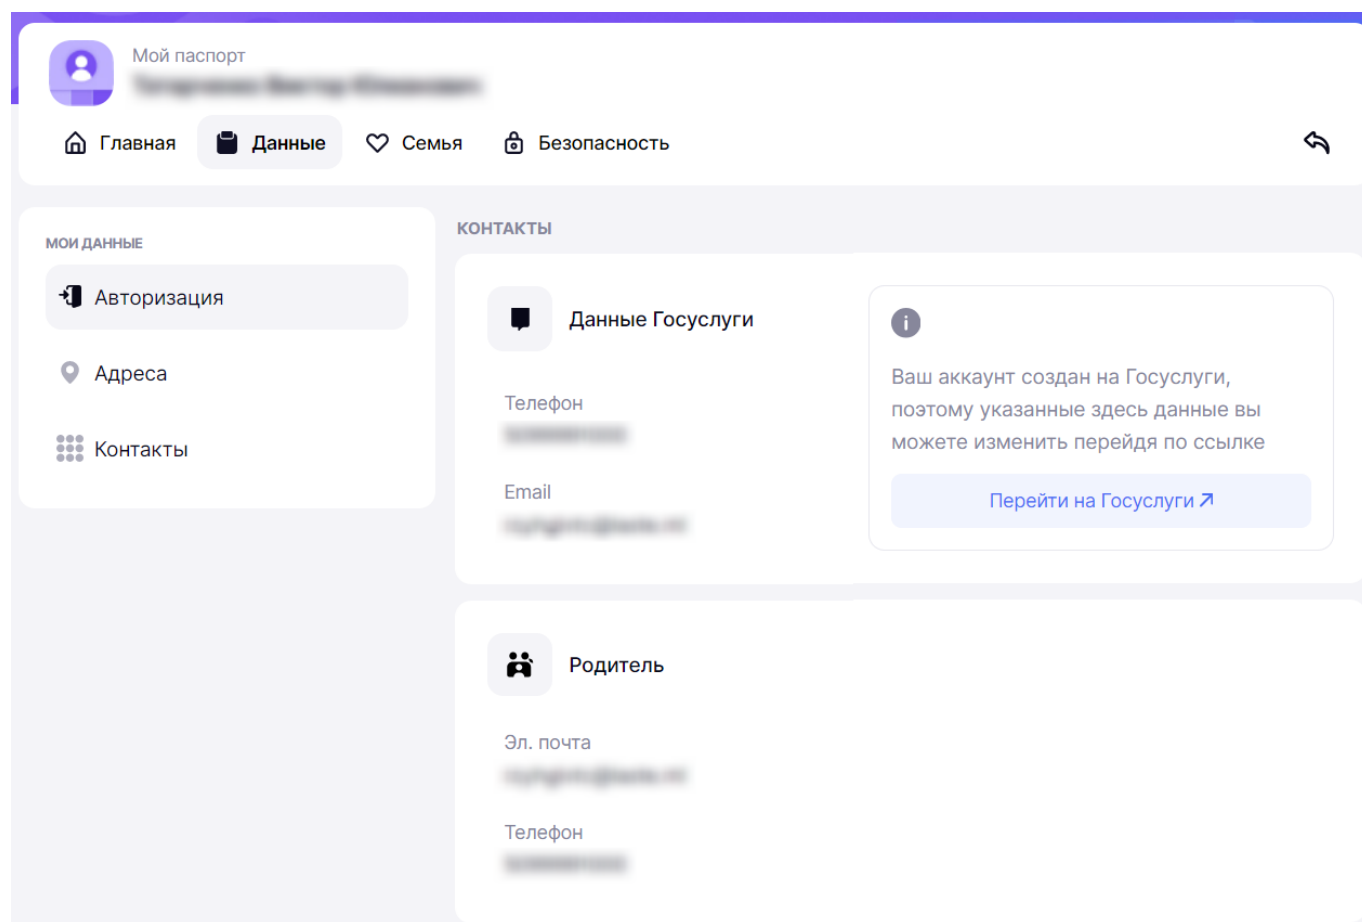 Мой паспорт
Главная
Данные
Семья
Безопасность
МОИ ДАННЫЕ
Авторизация
Адреса
Контакты
КОНТАКТЫ
Данные Госуслуги
Телефон
Email
Ваш аккаунт создан на Госуслуги,
поэтому указанные здесь данные вы
можете изменить перейдя по ссылке
Перейти на Госуслуги
Родитель
Эл. почта
Телефон